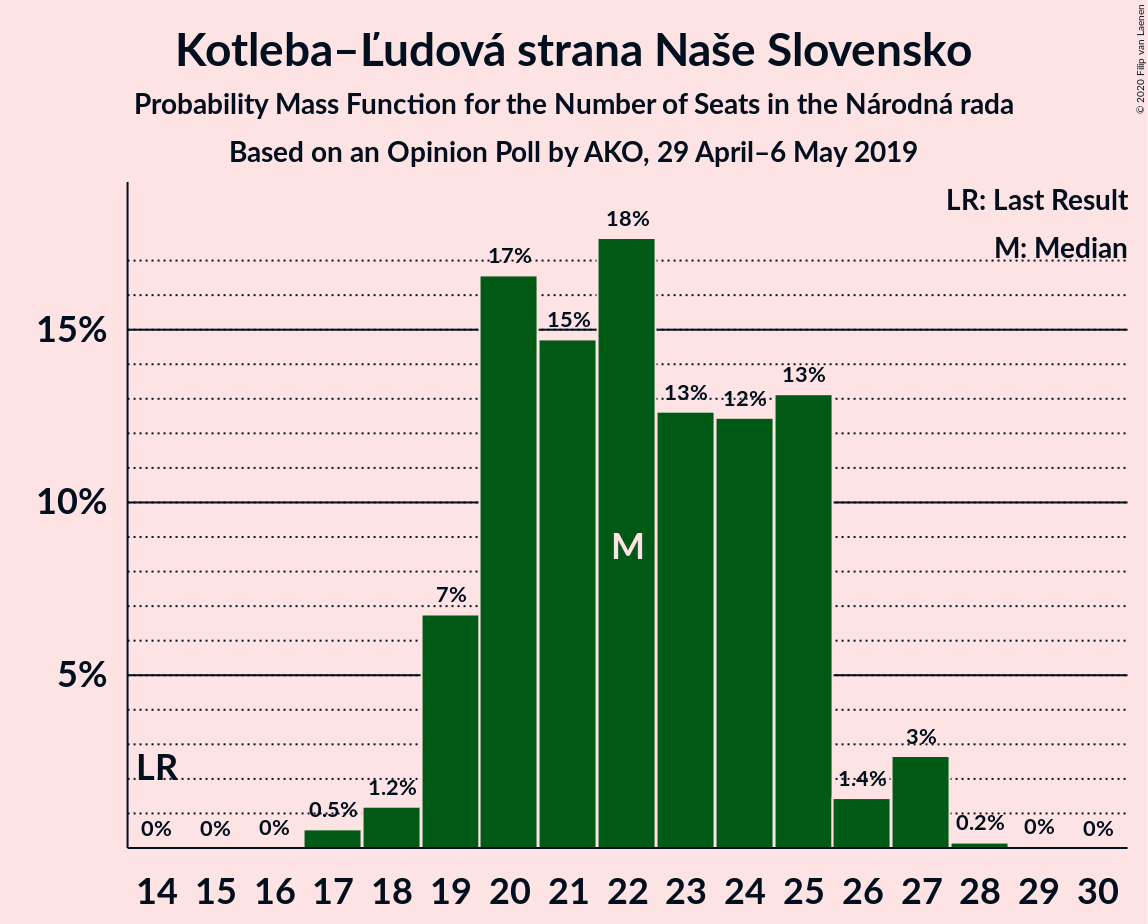 Kotleba–Ľudová strana Naše Slovensko
Probability Mass Function for the Number of Seats in the Národná rada
Based on an Opinion Poll by AKO, 29 April–6 May 2019
© 2020 Filip van Laenen
LR: Last Result
M: Median
15%
10%
5%
LR
M
0% 0% 0% 0.5% 1.2% 7% 17% 15% 18% 13% 12% 13% 1.4% 3% 0.2% 0% 0%
14 15 16 17 18 19 20 21 22 23 24 25 26 27 28 29 30